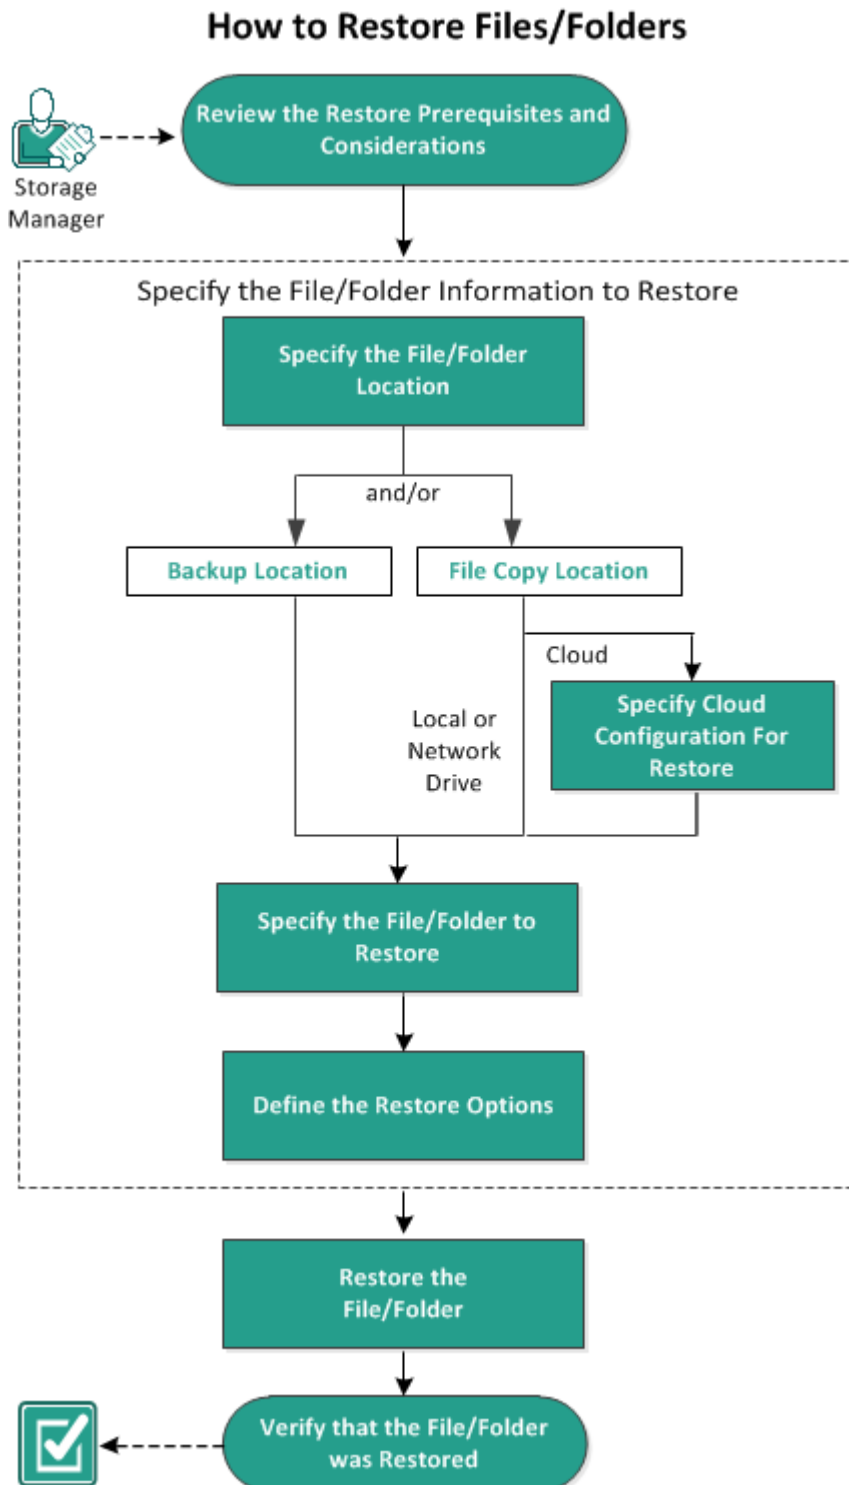 How to Restore Files/Folders
Review the Restore Prerequisites and
Considerations
Storage
Manager
Specify the File/Folder Information to Restore
Specify the File/Folder
Location
and/or
Backup Location
File Copy Location
Cloud
Local or
Network
Drive
Specify Cloud
Configuration For
Restore
Specify the File/Folder to
Restore
Define the Restore Options
Restore the
File/Folder
Verify that the File/Folder
was Restored